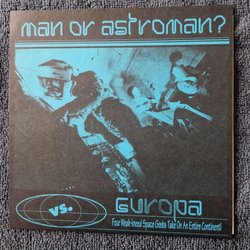 man or astroman?
vs.
Europa
Four Weak-kneed Space Geeks Take On An Entire Continent!